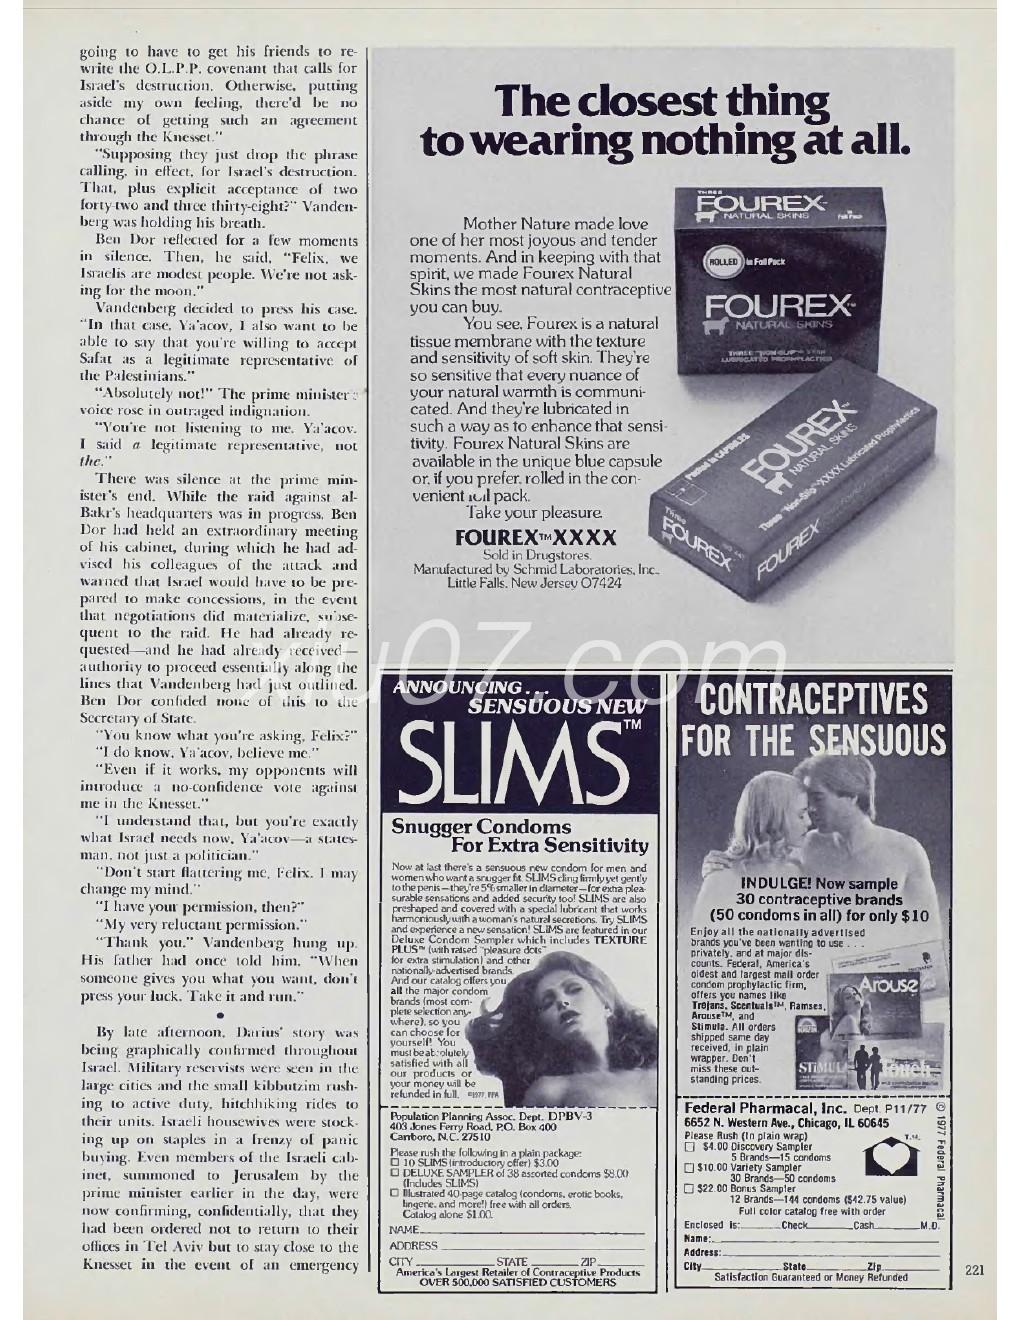 going to have to get his friends to re-
write the O.L.P.P. covenant that calls for
Israel's destruction. Otherwise, putting
aside my own feeling, there'd be no
chance of getting such an agreement
through the Knesset."
"Supposing they just drop the phrase
calling, in effect, for Israel's destruction.
That, plus explicit acceptance of two
forty-two and three thirty-eight?" Vanden-
berg was holding his breath.
Ben Dor reflected for a few moments
in silence. Then, he said, "Felix, we
Israelis are modest people. We're not ask-
ing for the moon."
Vandenberg decided to press his case.
"In that case, Ya'acov, I also want to be
able to say that you're willing to accept
Safat as a legitimate representative of
the Palestinians."
"Absolutely not!" The prime minister's
voice rose in outraged indignation.
"You're not listening to me, Ya'acov.
I said a legitimate representative, not
the."
There was silence at the prime min-
ister's end. While the raid against al-
Bakr's headquarters was in progress, Ben
Dor had held an extraordinary meeting
of his cabinet, during which he had ad-
vised his colleagues of the attack and
warned that Israel would have to be pre-
pared to make concessions, in the event
that negotiations did materialize, subse-
quent to the raid. He had already re-
quested—and he had already received—
authority to proceed essentially along the
lines that Vandenberg had just outlined.
Ben Dor confided none of this to the
Secretary of State.
"You know what you're asking, Felix?"
"I do know, Ya'acov, believe me."
"Even if it works, my opponents will
introduce a no-confidence vote against
me in the Knesset."
"I understand that, but you're exactly
what Israel needs now, Ya'acov—a states-
man, not just a politician."
"Don't start flattering me, Felix. I may
change my mind."
"I have your permission, then?"
"My very reluctant permission."
"Thank you." Vandenberg hung up.
His father had once told him, "When
someone gives you what you want, don't
press your luck. Take it and run."
•
By late afternoon, Darius' story was
being graphically confirmed throughout
Israel. Military reservists were seen in the
large cities and the small kibbutzim rush-
ing to active duty, hitchhiking rides to
their units. Israeli housewives were stock-
ing up on staples in a frenzy of panic
buying. Even members of the Israeli cab-
inet, summoned to Jerusalem by the
prime minister earlier in the day, were
now confirming, confidentially, that they
had been ordered not to return to their
offices in Tel Aviv but to stay close to the
Knesset in the event of an emergency
The closest thing
to wearing nothing at all.
Mother Nature made love
one of her most joyous and tender
moments. And in keeping with that
spirit, we made Fourex Natural
Skins the most natural contraceptive
you can buy.
You see, Fourex is a natural
tissue membrane with the texture
and sensitivity of soft skin. They're
so sensitive that every nuance of
your natural warmth is communi-
cated. And they're lubricated in
such a way as to enhance that sensi-
tivity. Fourex Natural Skins are
available in the unique blue capsule
or, if you prefer, rolled in the con-
venient foil pack.
Take your pleasure.
FOUREX™ XXXX
Sold in Drugstores.
Manufactured by Schmid Laboratories, Inc.,
Little Falls, New Jersey 07424
THREE
FOUREX™
NATURAL SKINS
ROLLED in Foil Pack
FOUREX™
NATURAL SKINS
THREE "NON-SLIP" XXXX
LUBRICATED PROPHYLACTICS
Packed in CAPSULES
FOUREX™
NATURAL SKINS
Three "Non-Slip" XXXX Lubricated Prophylactics
Three
FOUREX
FOUREX
xiu07.com
ANNOUNCING...
SENSUOUS NEW
SLIMS™
Snugger Condoms
For Extra Sensitivity
Now at last there's a sensuous new condom for men and
women who want a snugger fit. SLIMS cling firmly yet gently
to the penis—they're 5% smaller in diameter—for extra plea-
surable sensations and added security too! SLIMS are also
preshaped and covered with a special lubricant that works
harmoniously with a woman's natural secretions. Try SLIMS
and experience a new sensation! SLIMS are featured in our
Deluxe Condom Sampler which includes TEXTURE
PLUS™ (with raised "pleasure dots"
for extra stimulation) and other
nationally-advertised brands.
And our catalog offers you
all the major condom
brands (most com-
plete selection any-
where), so you
can choose for
yourself! You
must be absolutely
satisfied with all
our products or
your money will be
refunded in full. ©1977, PPA
Population Planning Assoc. Dept. DPBV-3
403 Jones Ferry Road, P.O. Box 400
Carrboro, N.C. 27510
Please rush the following in a plain package:
☐ 10 SLIMS (introductory offer) $3.00
☐ DELUXE SAMPLER of 38 assorted condoms $8.00
(Includes SLIMS)
☐ Illustrated 40-page catalog (condoms, erotic books,
lingerie, and more!) free with all orders.
Catalog alone $1.00.
NAME
ADDRESS
CITY STATE ZIP
America's Largest Retailer of Contraceptive Products
OVER 500,000 SATISFIED CUSTOMERS
CONTRACEPTIVES
FOR THE SENSUOUS
INDULGE! Now sample
30 contraceptive brands
(50 condoms in all) for only $10
Enjoy all the nationally advertised
brands you've been wanting to use . . .
privately, and at major dis-
counts. Federal, America's
oldest and largest mail order
condom prophylactic firm,
offers you names like
Trojans, Scentuals™, Ramses,
Arouse™, and
Stimula. All orders
shipped same day
received, in plain
wrapper. Don't
miss these out-
standing prices.
Arouse
STIMULA
Touch
Federal Pharmacal, Inc. Dept. P11/77
6652 N. Western Ave., Chicago, IL 60645
Please Rush (In plain wrap) T.M.
☐ $4.00 Discovery Sampler
5 Brands—15 condoms
☐ $10.00 Variety Sampler
30 Brands—50 condoms
☐ $22.00 Bonus Sampler
12 Brands—144 condoms ($42.75 value)
Full color catalog free with order
Enclosed is: Check Cash M.O.
Name:
Address:
City State Zip
Satisfaction Guaranteed or Money Refunded
© 1977 Federal Pharmacal
221